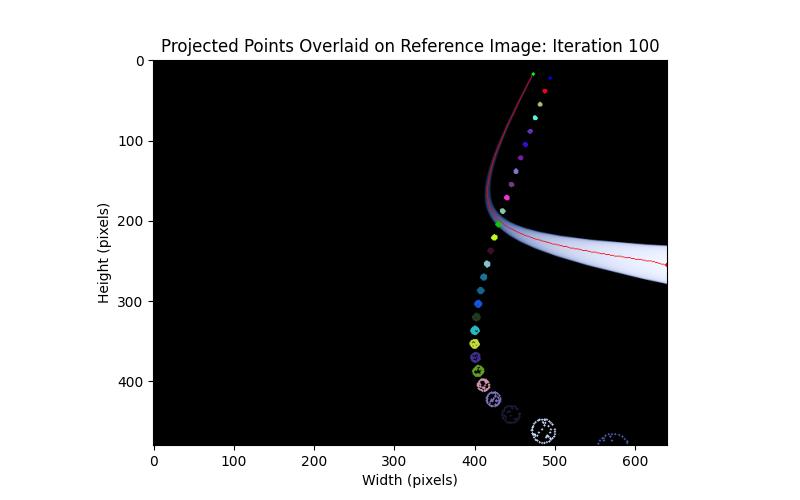 Projected Points Overlaid on Reference Image: Iteration 100
0
100
200
300
400
Height (pixels)
0 100 200 300 400 500 600
Width (pixels)